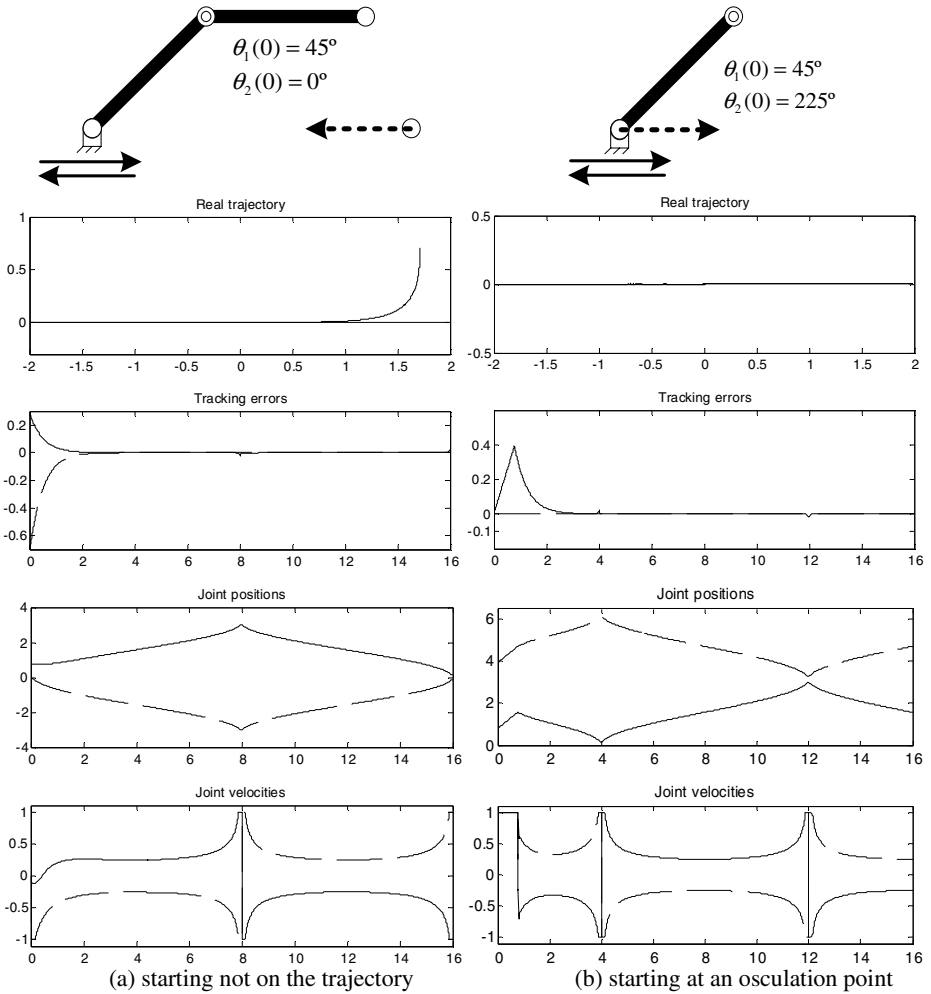 θ₁(0) = 45º
θ₂(0) = 0º
Real trajectory
1
0.5
0
-2 -1.5 -1 -0.5 0 0.5 1 1.5 2
Tracking errors
0.2
0
-0.2
-0.4
-0.6
0 2 4 6 8 10 12 14 16
Joint positions
4
2
0
-2
-4
0 2 4 6 8 10 12 14 16
Joint velocities
1
0.5
0
-0.5
-1
0 2 4 6 8 10 12 14 16
(a) starting not on the trajectory
θ₁(0) = 45º
θ₂(0) = 225º
Real trajectory
0.5
0
-0.5
-2 -1.5 -1 -0.5 0 0.5 1 1.5 2
Tracking errors
0.4
0.2
0
-0.1
0 2 4 6 8 10 12 14 16
Joint positions
6
4
2
0
0 2 4 6 8 10 12 14 16
Joint velocities
1
0.5
0
-0.5
-1
0 2 4 6 8 10 12 14 16
(b) starting at an osculation point